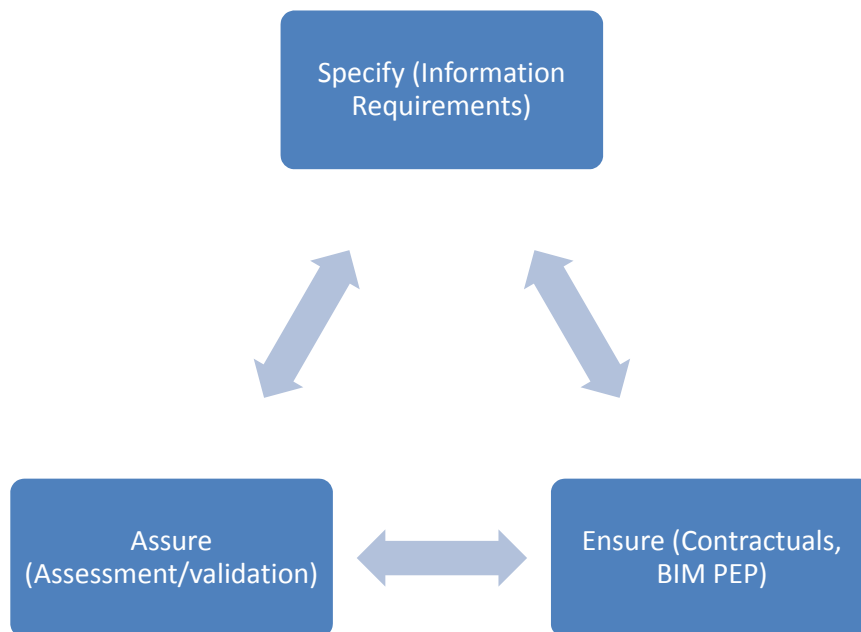 Specify (Information
Requirements)
Assure
(Assessment/validation)
Ensure (Contractuals,
BIM PEP)